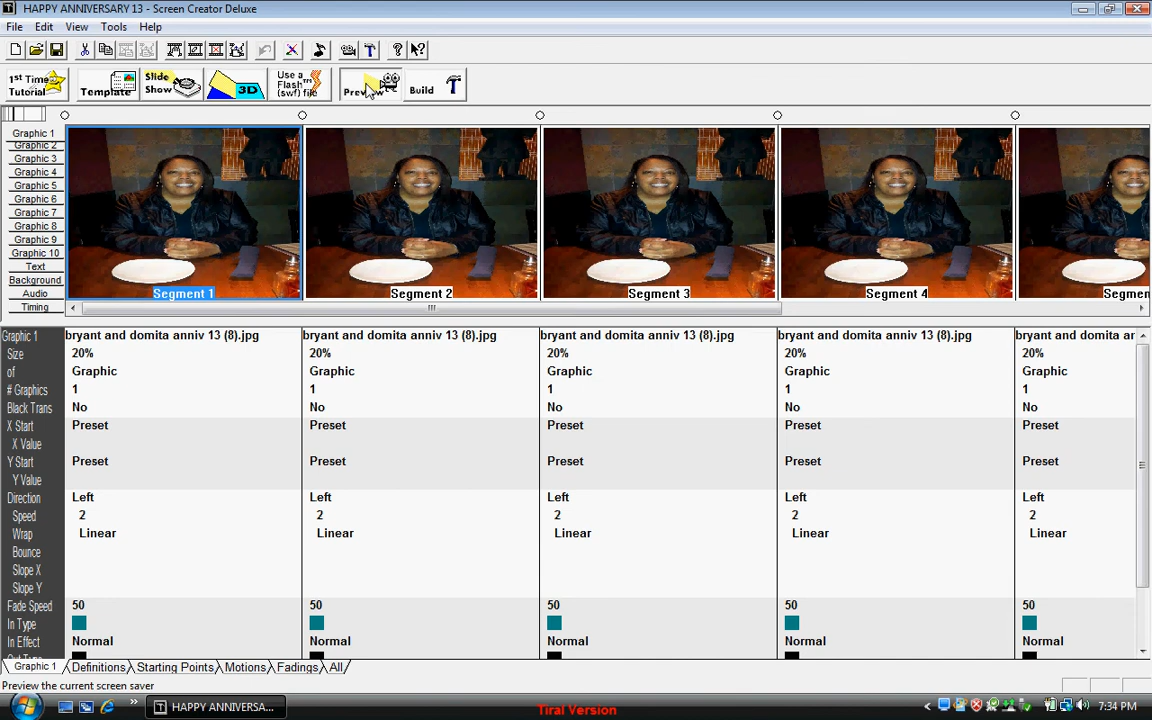 HAPPY ANNIVERSARY 13 - Screen Creator Deluxe
File Edit View Tools Help
1st Time Tutorial
Template
Slide Show
3D
Use a Flash (swf) file
Preview
Build
Graphic 1
Graphic 2
Graphic 3
Graphic 4
Graphic 5
Graphic 6
Graphic 7
Graphic 8
Graphic 9
Graphic 10
Text
Background
Audio
Timing
Segment 1 Segment 2 Segment 3 Segment 4 Segmen
Graphic 1 bryant and domita anniv 13 (8).jpg bryant and domita anniv 13 (8).jpg bryant and domita anniv 13 (8).jpg bryant and domita anniv 13 (8).jpg bryant and domita ar
Size 20% 20% 20% 20% 20%
of Graphic Graphic Graphic Graphic Graphic
# Graphics 1 1 1 1 1
Black Trans No No No No No
X Start Preset Preset Preset Preset Preset
X Value
Y Start Preset Preset Preset Preset Preset
Y Value
Direction Left Left Left Left Left
Speed 2 2 2 2 2
Wrap Linear Linear Linear Linear Linear
Bounce
Slope X
Slope Y
Fade Speed 50 50 50 50 50
In Type
In Effect Normal Normal Normal Normal Normal
Graphic 1 Definitions Starting Points Motions Fadings All
Preview the current screen saver
HAPPY ANNIVERSA...
Tiral Version
7:34 PM